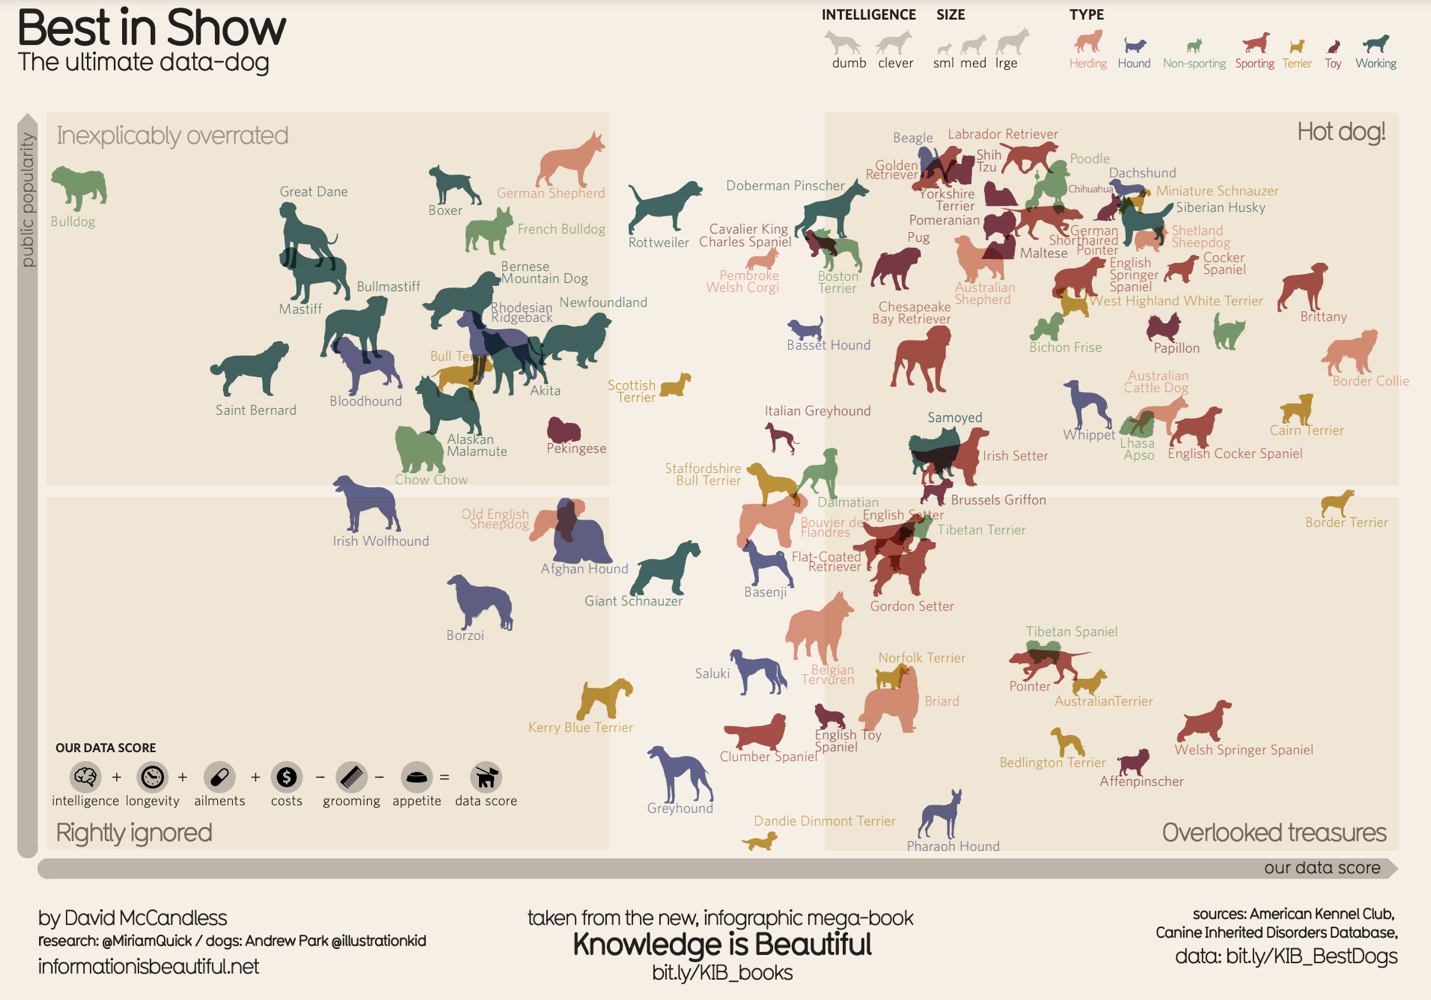 Best in Show
The ultimate data-dog
INTELLIGENCE
dumb clever
SIZE
sml med lrge
TYPE
Herding Hound Non-sporting Sporting Terrier Toy Working
public popularity
Inexplicably overrated
Hot dog!
Bulldog
Great Dane
Boxer
German Shepherd
French Bulldog
Mastiff
Bullmastiff
Bernese
Mountain Dog
Rhodesian
Ridgeback
Newfoundland
Saint Bernard
Bloodhound
Bull Ter
Akita
Alaskan
Malamute
Pekingese
Chow Chow
Rottweiler
Doberman Pinscher
Cavalier King
Charles Spaniel
Pembroke
Welsh Corgi
Boston
Terrier
Basset Hound
Scottish
Terrier
Italian Greyhound
Staffordshire
Bull Terrier
Dalmatian
Beagle
Labrador Retriever
Golden
Retriever
Shih
Tzu
Poodle
Yorkshire
Terrier
Chihuahua
Dachshund
Miniature Schnauzer
Siberian Husky
Pomeranian
Pug
Maltese
German
Shorthaired
Pointer
Shetland
Sheepdog
Australian
Shepherd
English
Springer
Spaniel
Cocker
Spaniel
West Highland White Terrier
Brittany
Chesapeake
Bay Retriever
Bichon Frise
Papillon
Border Collie
Australian
Cattle Dog
Whippet
Lhasa
Apso
English Cocker Spaniel
Cairn Terrier
Samoyed
Irish Setter
Brussels Griffon
Border Terrier
Irish Wolfhound
Old English
Sheepdog
Afghan Hound
Borzoi
Giant Schnauzer
Bouvier de
Flandres
English Setter
Tibetan Terrier
Flat-Coated
Retriever
Basenji
Gordon Setter
Belgian
Tervuren
Saluki
Norfolk Terrier
Briard
Tibetan Spaniel
Pointer
AustralianTerrier
Kerry Blue Terrier
Clumber Spaniel
English Toy
Spaniel
Welsh Springer Spaniel
Bedlington Terrier
Affenpinscher
Greyhound
Dandie Dinmont Terrier
Pharaoh Hound
OUR DATA SCORE
+ + + $ – – =
intelligence longevity ailments costs grooming appetite data score
Rightly ignored
Overlooked treasures
our data score
by David McCandless
research: @MiriamQuick / dogs: Andrew Park @illustrationkid
informationisbeautiful.net
taken from the new, infographic mega-book
Knowledge is Beautiful
bit.ly/KIB_books
sources: American Kennel Club,
Canine Inherited Disorders Database,
data: bit.ly/KIB_BestDogs